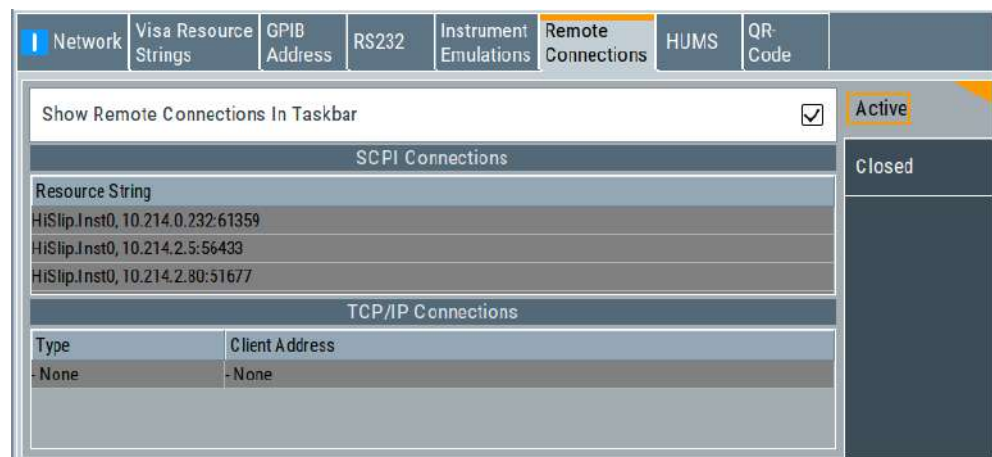 Network
Visa Resource
Strings
GPIB
Address
RS232
Instrument
Emulations
Remote
Connections
HUMS
QR-
Code
Show Remote Connections In Taskbar
Active
Closed
SCPI Connections
Resource String
HiSlip.Inst0, 10.214.0.232:61359
HiSlip.Inst0, 10.214.2.5:56433
HiSlip.Inst0, 10.214.2.80:51677
TCP/IP Connections
Type Client Address
- None - None